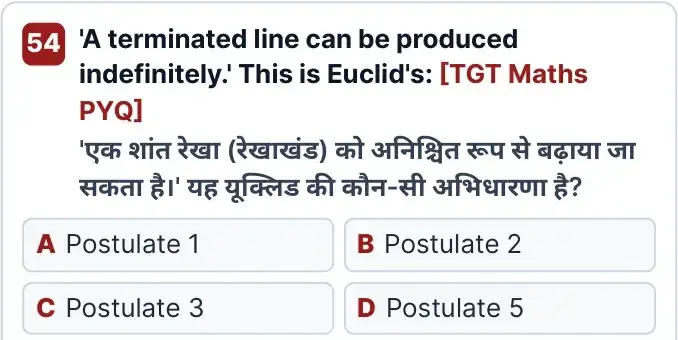 54 'A terminated line can be produced
indefinitely.' This is Euclid's: [TGT Maths
PYQ]
'एक शांत रेखा (रेखाखंड) को अनिश्चित रूप से बढ़ाया जा
सकता है।' यह यूक्लिड की कौन-सी अभिधारणा है?
A Postulate 1
B Postulate 2
C Postulate 3
D Postulate 5